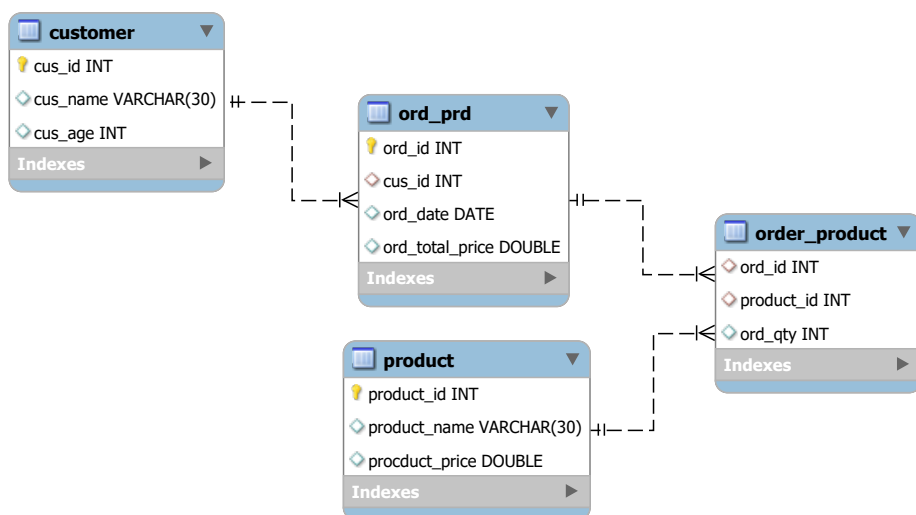 customer
cus_id INT
cus_name VARCHAR(30)
cus_age INT
Indexes
ord_prd
ord_id INT
cus_id INT
ord_date DATE
ord_total_price DOUBLE
Indexes
order_product
ord_id INT
product_id INT
ord_qty INT
Indexes
product
product_id INT
product_name VARCHAR(30)
procduct_price DOUBLE
Indexes